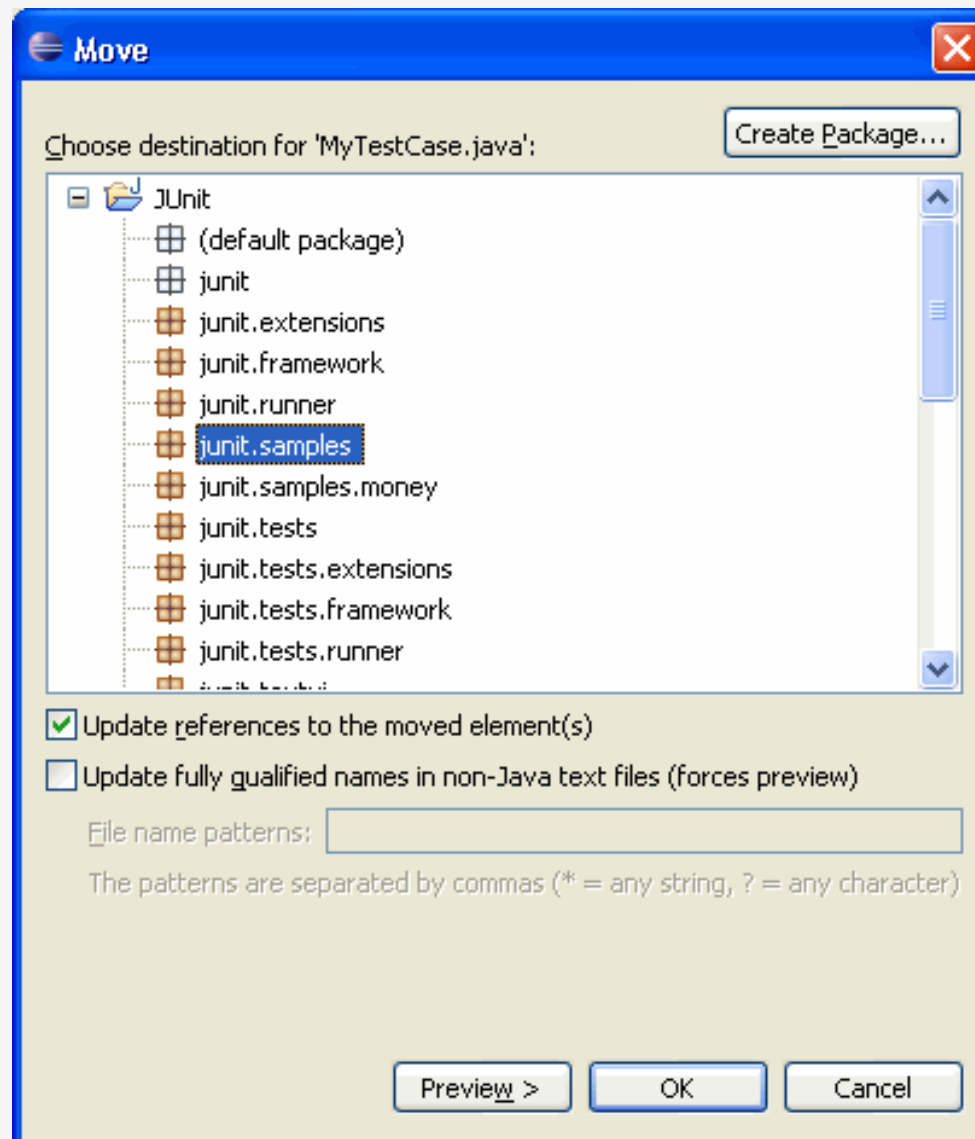 Move
Choose destination for 'MyTestCase.java':
Create Package...
JUnit
(default package)
junit
junit.extensions
junit.framework
junit.runner
junit.samples
junit.samples.money
junit.tests
junit.tests.extensions
junit.tests.framework
junit.tests.runner
Update references to the moved element(s)
Update fully qualified names in non-Java text files (forces preview)
File name patterns:
The patterns are separated by commas (* = any string, ? = any character)
Preview >
OK
Cancel